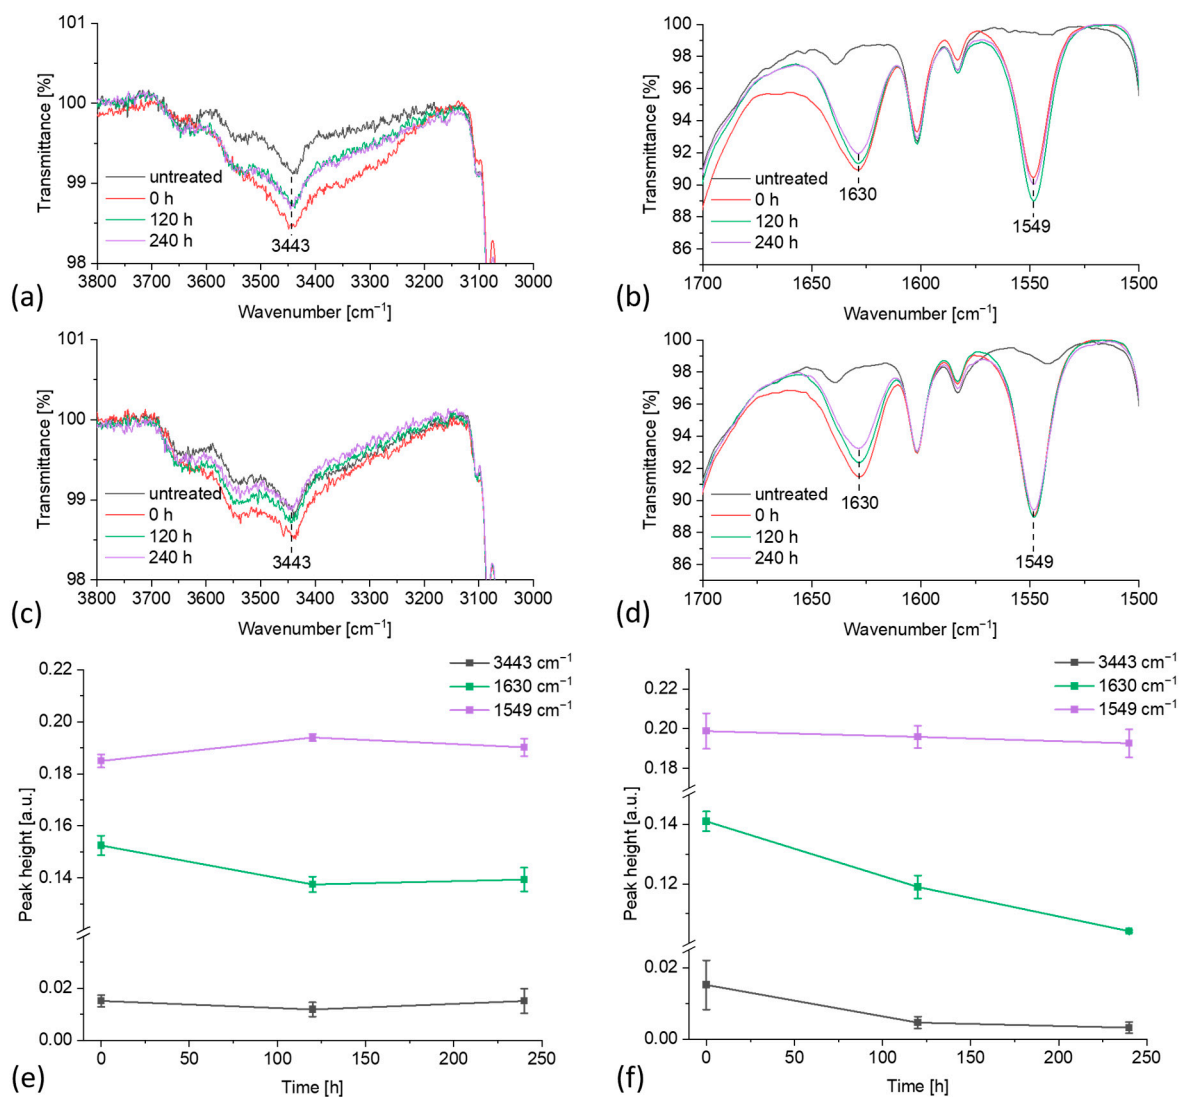 101
100
99
98
Transmittance [%]
untreated
0 h
120 h
240 h
3443
3800 3700 3600 3500 3400 3300 3200 3100 3000
Wavenumber [cm⁻¹]
(a)
100
98
96
94
92
90
88
86
Transmittance [%]
untreated
0 h
120 h
240 h
1630
1549
1700 1650 1600 1550 1500
Wavenumber [cm⁻¹]
(b)
101
100
99
98
Transmittance [%]
untreated
0 h
120 h
240 h
3443
3800 3700 3600 3500 3400 3300 3200 3100 3000
Wavenumber [cm⁻¹]
(c)
100
98
96
94
92
90
88
86
Transmittance [%]
untreated
0 h
120 h
240 h
1630
1549
1700 1650 1600 1550 1500
Wavenumber [cm⁻¹]
(d)
3443 cm⁻¹
1630 cm⁻¹
1549 cm⁻¹
0.22
0.20
0.18
0.16
0.14
0.02
0.00
Peak height [a.u.]
0 50 100 150 200 250
Time [h]
(e)
3443 cm⁻¹
1630 cm⁻¹
1549 cm⁻¹
0.22
0.20
0.18
0.14
0.12
0.02
0.00
Peak height [a.u.]
0 50 100 150 200 250
Time [h]
(f)